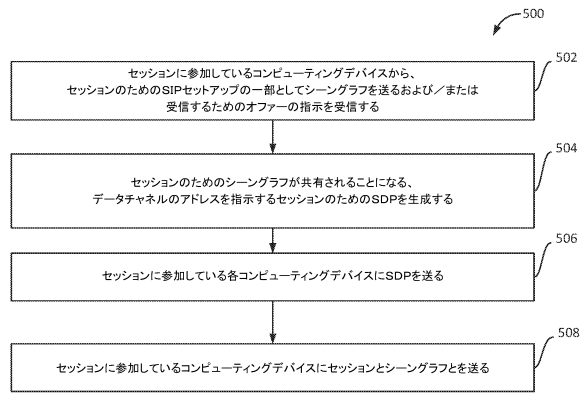 500
502
セッションに参加しているコンピューティングデバイスから、
セッションのためのSIPセットアップの一部としてシーングラフを送るおよび／または
受信するためのオファーの指示を受信する
504
セッションのためのシーングラフが共有されることになる、
データチャネルのアドレスを指示するセッションのためのSDPを生成する
506
セッションに参加している各コンピューティングデバイスにSDPを送る
508
セッションに参加しているコンピューティングデバイスにセッションとシーングラフとを送る